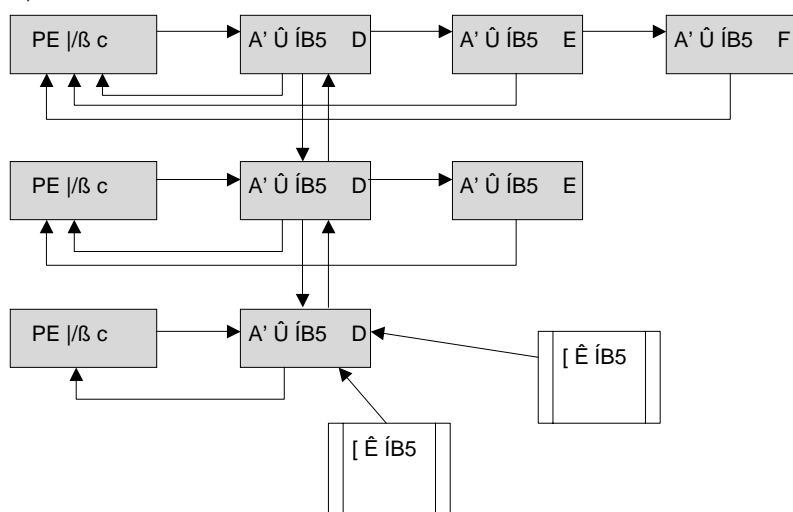 PE |/ß c
A' Û ÍB5 D
A' Û ÍB5 E
A' Û ÍB5 F
PE |/ß c
A' Û ÍB5 D
A' Û ÍB5 E
PE |/ß c
A' Û ÍB5 D
[ Ê ÍB5
[ Ê ÍB5